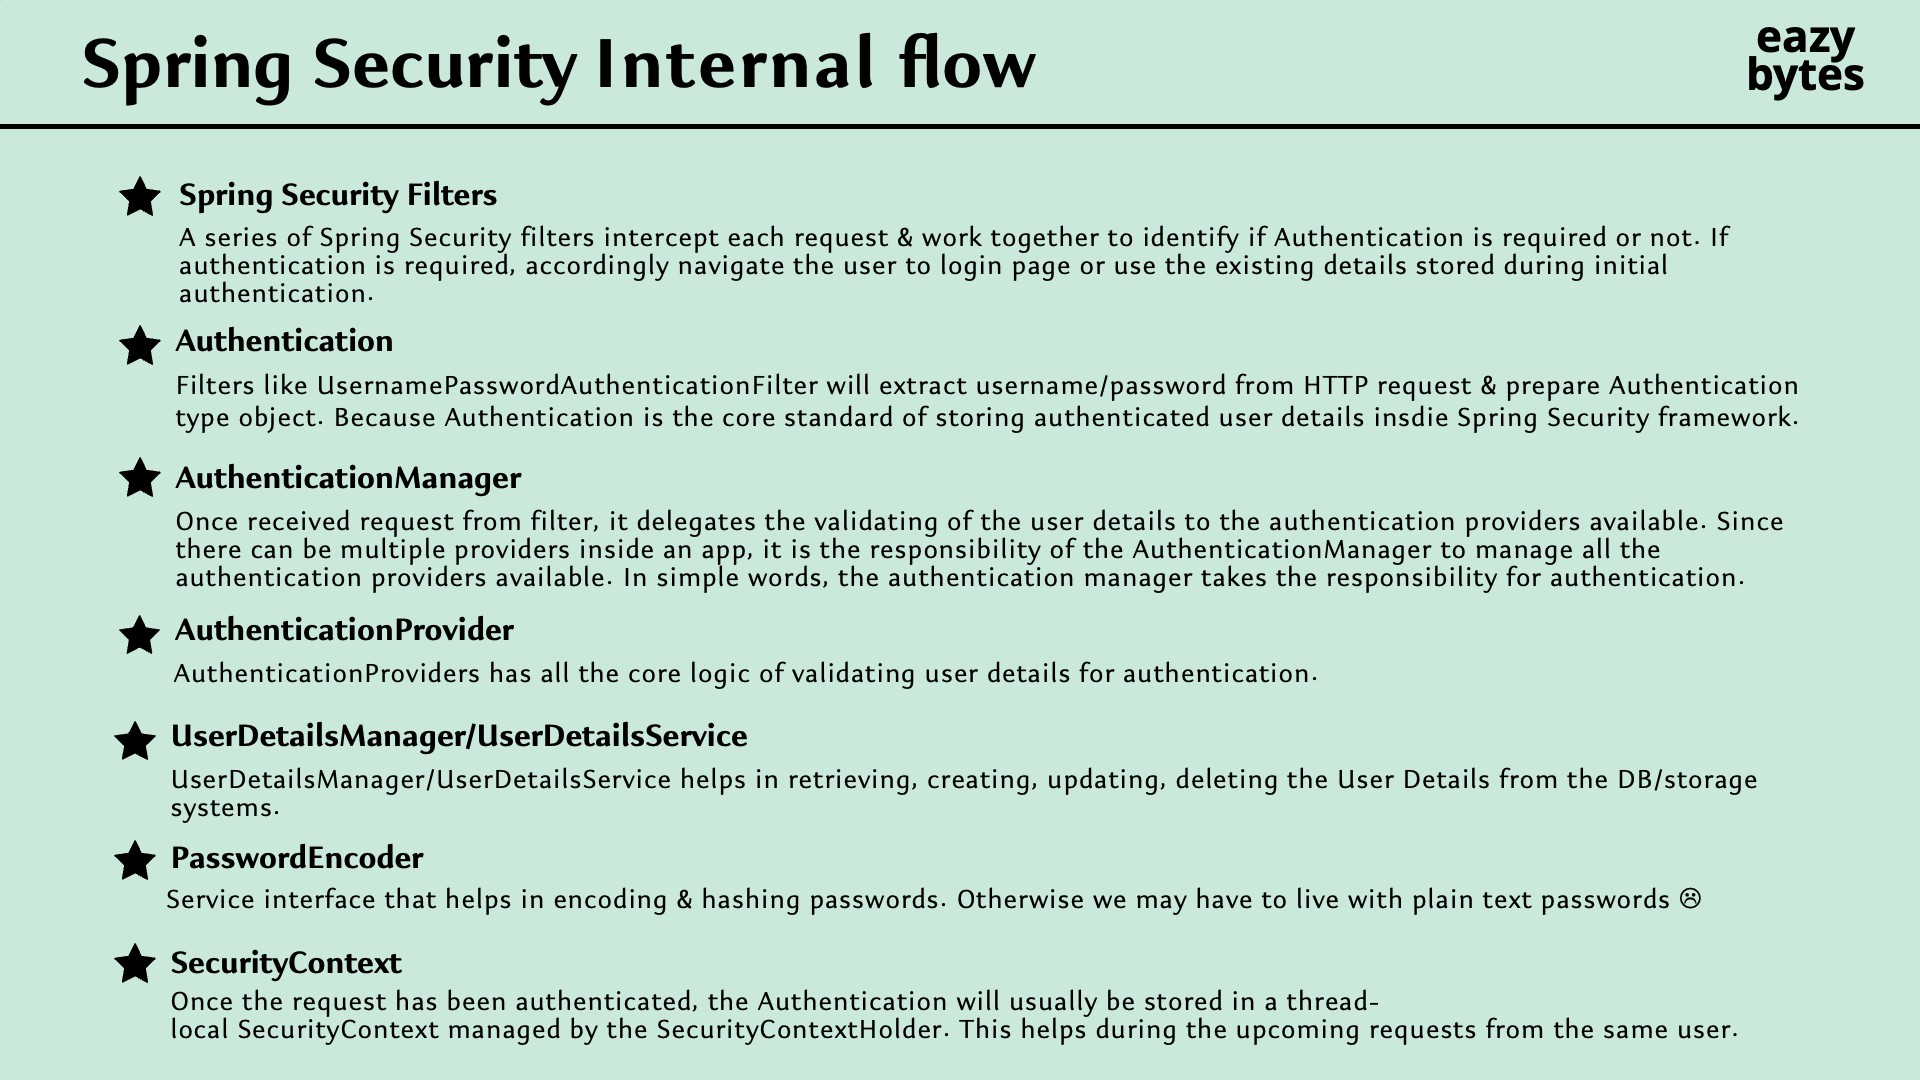 Spring Security Internal flow
eazy
bytes
Spring Security Filters
A series of Spring Security filters intercept each request & work together to identify if Authentication is required or not. If
authentication is required, accordingly navigate the user to login page or use the existing details stored during initial
authentication.
Authentication
Filters like UsernamePasswordAuthenticationFilter will extract username/password from HTTP request & prepare Authentication
type object. Because Authentication is the core standard of storing authenticated user details insdie Spring Security framework.
AuthenticationManager
Once received request from filter, it delegates the validating of the user details to the authentication providers available. Since
there can be multiple providers inside an app, it is the responsibility of the AuthenticationManager to manage all the
authentication providers available. In simple words, the authentication manager takes the responsibility for authentication.
AuthenticationProvider
AuthenticationProviders has all the core logic of validating user details for authentication.
UserDetailsManager/UserDetailsService
UserDetailsManager/UserDetailsService helps in retrieving, creating, updating, deleting the User Details from the DB/storage
systems.
PasswordEncoder
Service interface that helps in encoding & hashing passwords. Otherwise we may have to live with plain text passwords ☹
SecurityContext
Once the request has been authenticated, the Authentication will usually be stored in a thread-
local SecurityContext managed by the SecurityContextHolder. This helps during the upcoming requests from the same user.